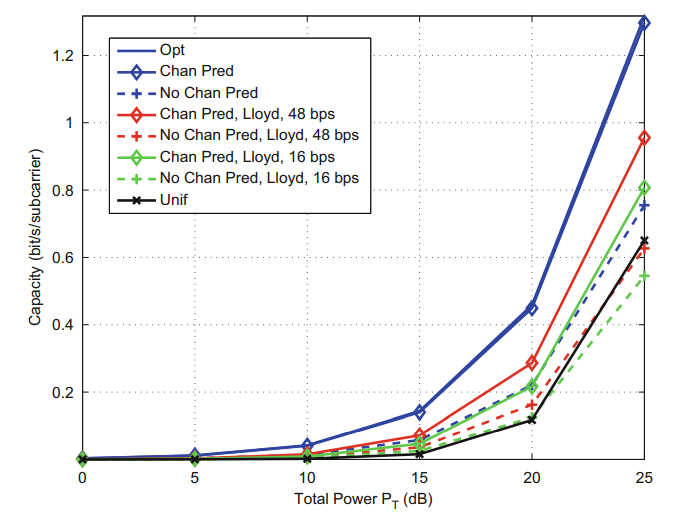 1.2
1
0.8
0.6
0.4
0.2
Capacity (bit/s/subcarrier)
Opt
Chan Pred
No Chan Pred
Chan Pred, Lloyd, 48 bps
No Chan Pred, Lloyd, 48 bps
Chan Pred, Lloyd, 16 bps
No Chan Pred, Lloyd, 16 bps
Unif
0 5 10 15 20 25
Total Power P_T (dB)